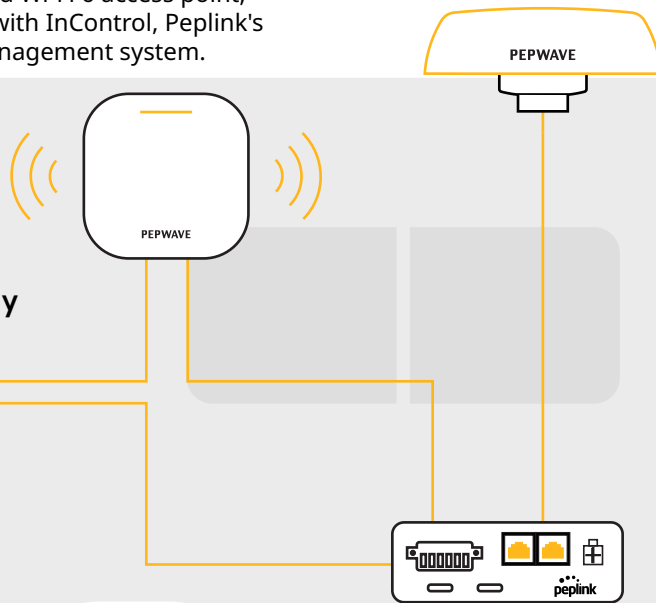 with InControl, Peplink's
nagement system.
PEPWAVE
PEPWAVE
y
peplink